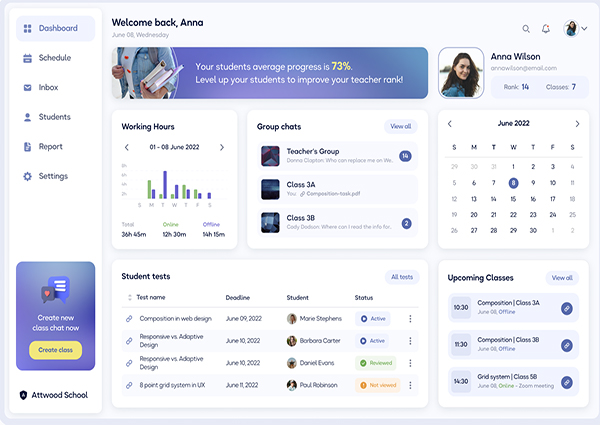 Dashboard
Schedule
Inbox
Students
Report
Settings
Create new
class chat now
Create class
Attwood School
Welcome back, Anna
June 08, Wednesday
Your students average progress is 73%.
Level up your students to improve your teacher rank!
Anna Wilson
annawilson@email.com
Rank: 14 Classes: 7
Working Hours
01 - 08 June 2022
8h
6h
4h
2h
S M T W T F S
Total Online Offline
36h 45m 12h 30m 14h 15m
Group chats
View all
Teacher's Group
Donna Clapton: Who can replace me on We..
14
Class 3A
You: Composition-task.pdf
Class 3B
Cody Dodson: Where can I read the info for..
2
June 2022
S M T W T F S
29 30 31 1 2 3 4
5 6 7 8 9 10 11
12 13 14 15 16 17 18
19 20 21 22 23 24 25
26 27 28 29 30 1 2
Student tests
All tests
Test name Deadline Student Status
Composition in web design June 09, 2022 Marie Stephens Active
Responsive vs. Adaptive
Design
June 10, 2022 Barbara Carter Active
Responsive vs. Adaptive
Design
June 10, 2022 Daniel Evans Reviewed
8 point grid system in UX June 11, 2022 Paul Robinson Not viewed
Upcoming Classes
View all
10:30
Composition | Class 3A
June 08, Offline
11:30
Composition | Class 3B
June 08, Offline
14:30
Grid system | Class 5B
June 08, Online - Zoom meeting